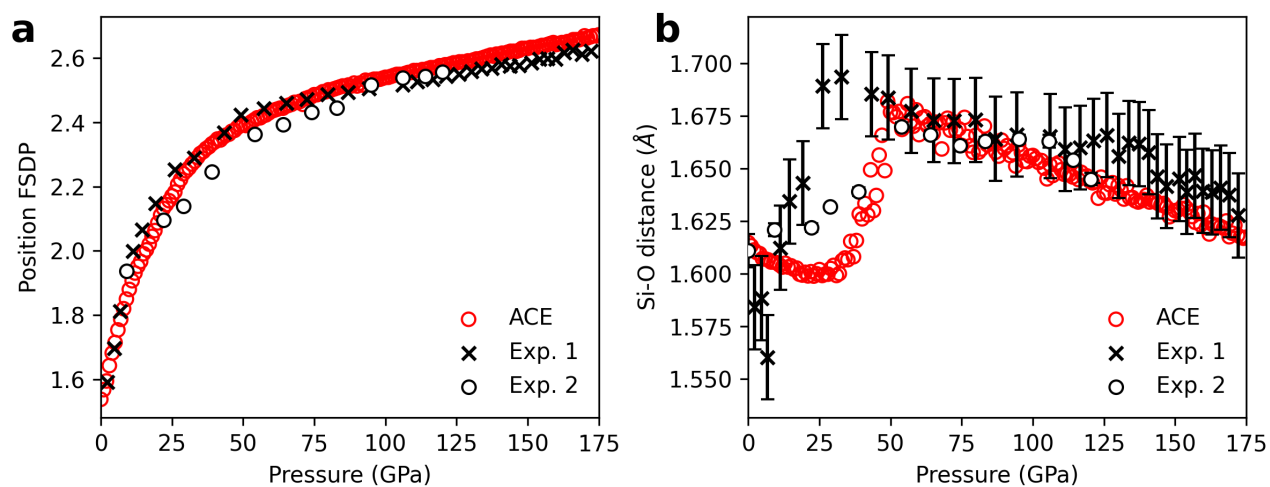 a
2.6
2.4
2.2
2.0
1.8
1.6
Position FSDP
0 25 50 75 100 125 150 175
Pressure (GPa)
ACE
Exp. 1
Exp. 2
b
1.700
1.675
1.650
1.625
1.600
1.575
1.550
Si-O distance (Å)
0 25 50 75 100 125 150 175
Pressure (GPa)
ACE
Exp. 1
Exp. 2